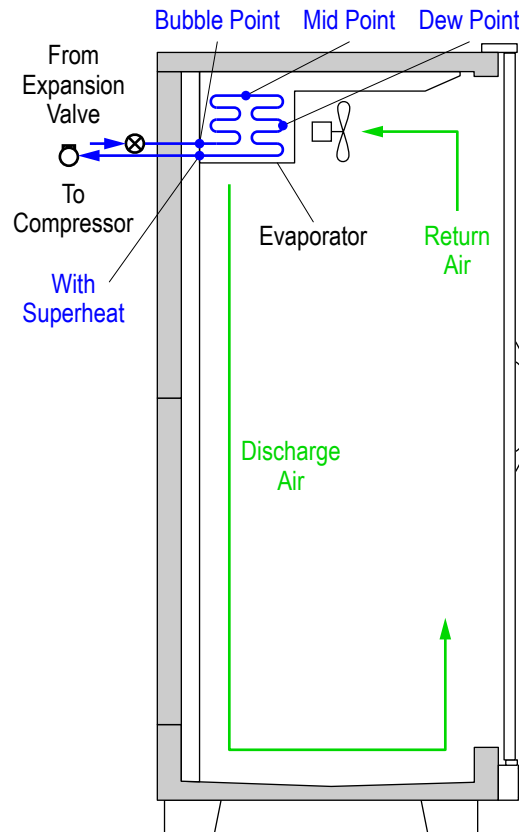 Bubble Point
Mid Point
Dew Point
From
Expansion
Valve
To
Compressor
Evaporator
Return
Air
With
Superheat
Discharge
Air